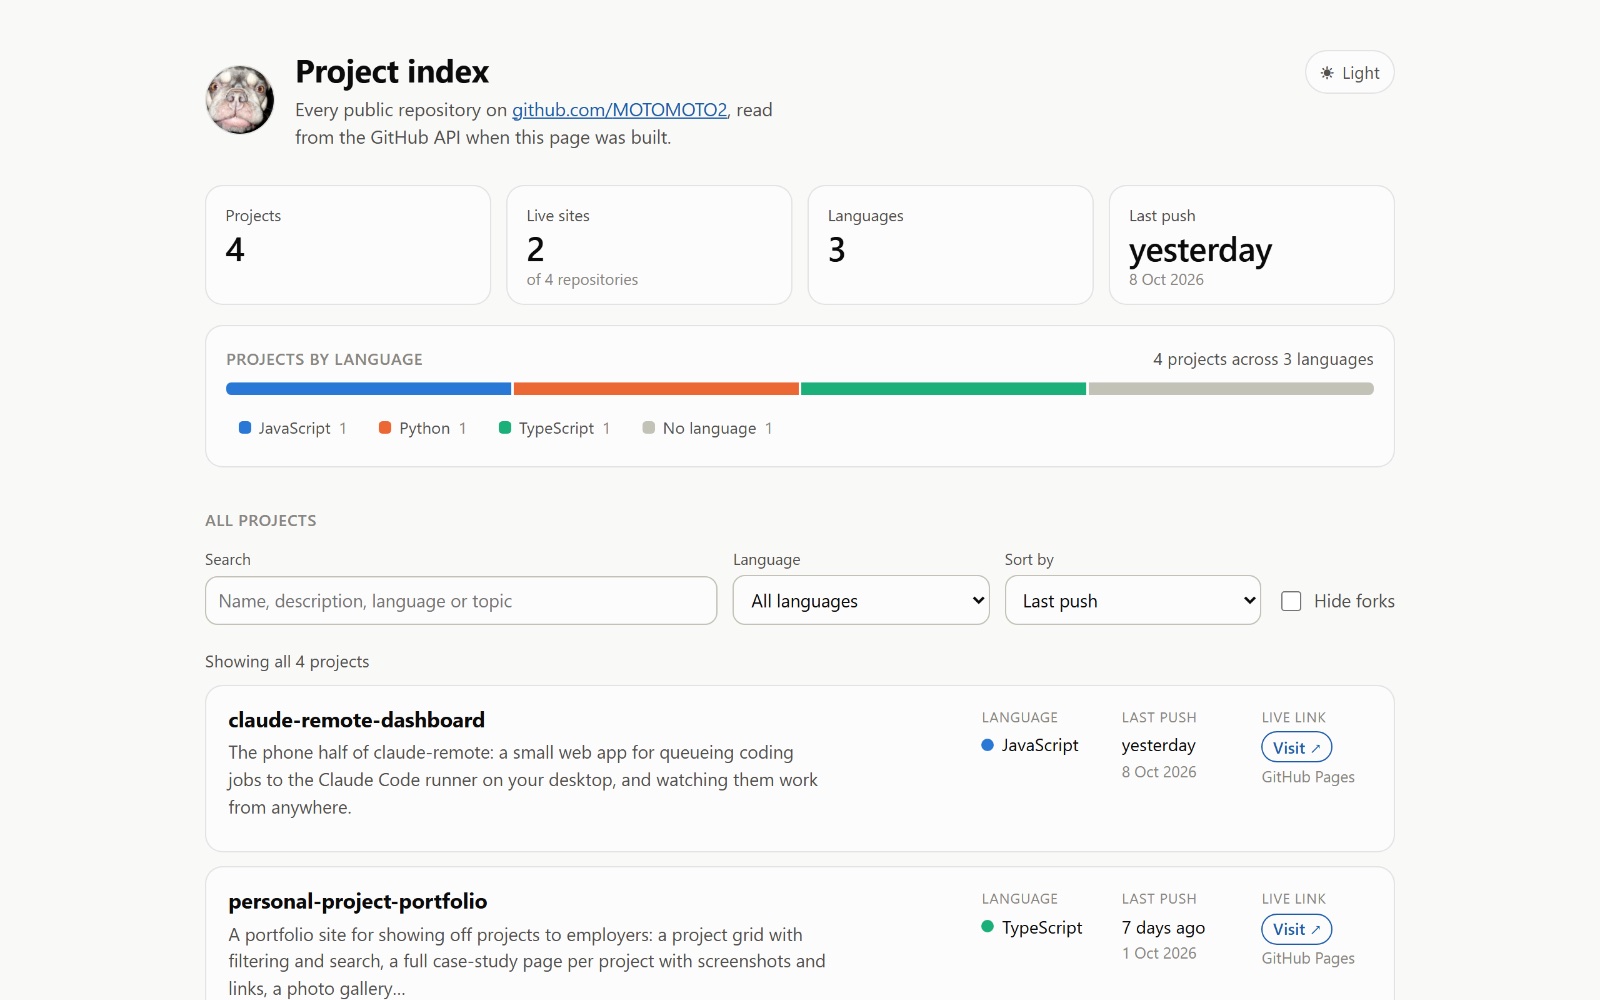 Project index
Light
Every public repository on github.com/MOTOMOTO2, read
from the GitHub API when this page was built.
Projects
4
Live sites
2
of 4 repositories
Languages
3
Last push
yesterday
8 Oct 2026
PROJECTS BY LANGUAGE
4 projects across 3 languages
JavaScript 1
Python 1
TypeScript 1
No language 1
ALL PROJECTS
Search
Name, description, language or topic
Language
All languages
Sort by
Last push
Hide forks
Showing all 4 projects
claude-remote-dashboard
The phone half of claude-remote: a small web app for queueing coding
jobs to the Claude Code runner on your desktop, and watching them work
from anywhere.
LANGUAGE
JavaScript
LAST PUSH
yesterday
8 Oct 2026
LIVE LINK
Visit ↗
GitHub Pages
personal-project-portfolio
A portfolio site for showing off projects to employers: a project grid with
filtering and search, a full case-study page per project with screenshots and
links, a photo gallery…
LANGUAGE
TypeScript
LAST PUSH
7 days ago
1 Oct 2026
LIVE LINK
Visit ↗
GitHub Pages